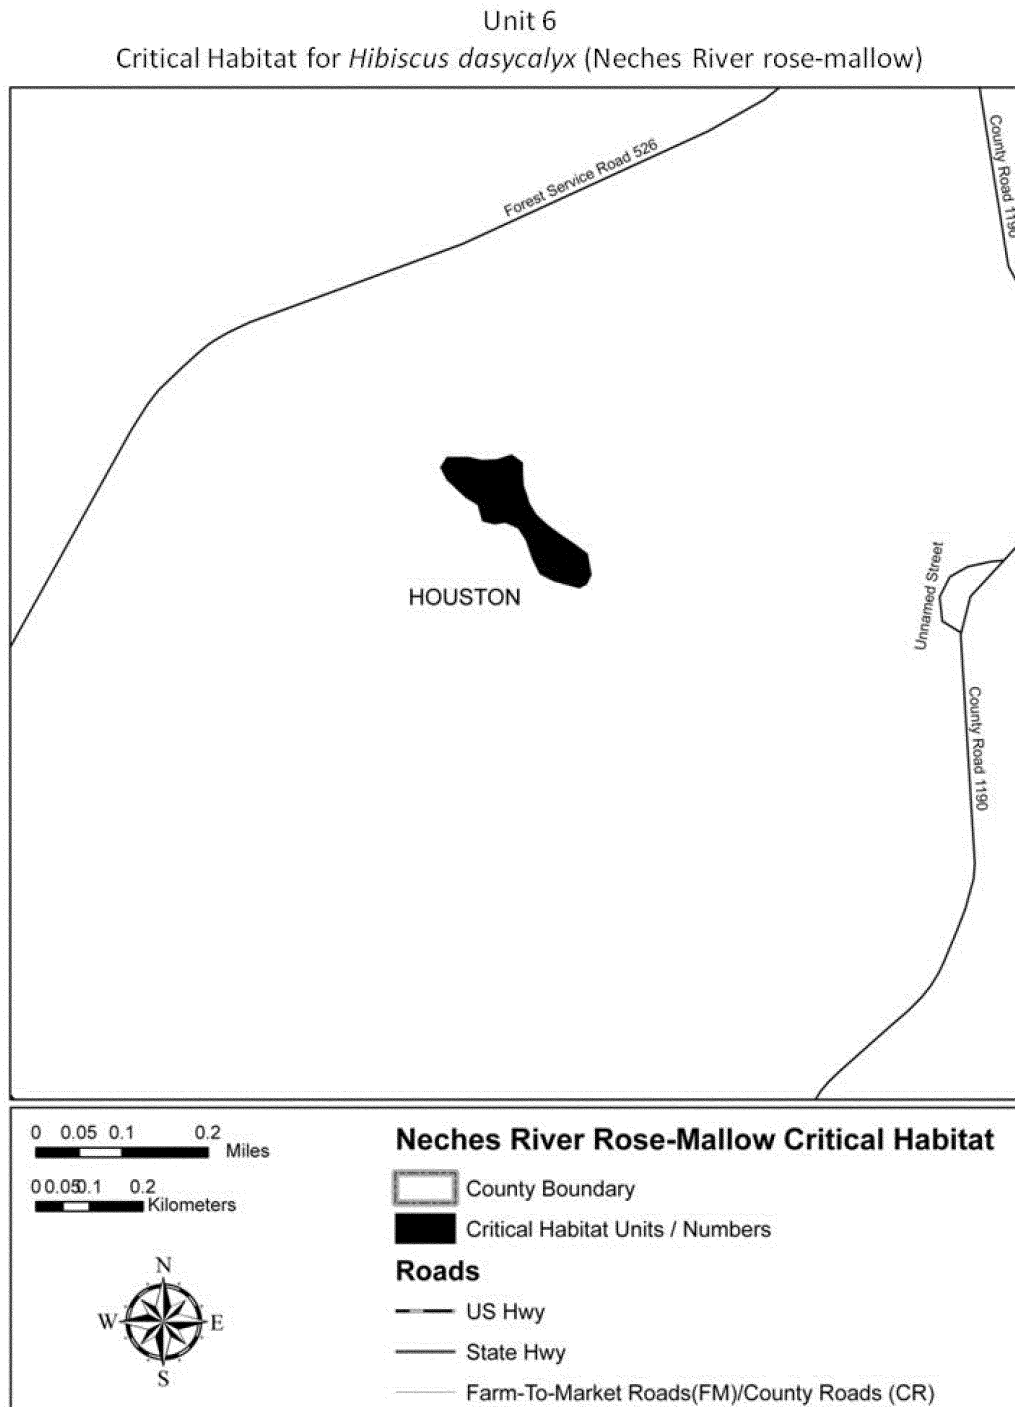 Unit 6
Critical Habitat for Hibiscus dasycalyx (Neches River rose-mallow)
Forest Service Road 526
County Road 1190
HOUSTON
Unnamed Street
County Road 1190
0 0.05 0.1 0.2
Miles
0 0.05 0.1 0.2
Kilometers
N
W E
S
Neches River Rose-Mallow Critical Habitat
County Boundary
Critical Habitat Units / Numbers
Roads
US Hwy
State Hwy
Farm-To-Market Roads(FM)/County Roads (CR)